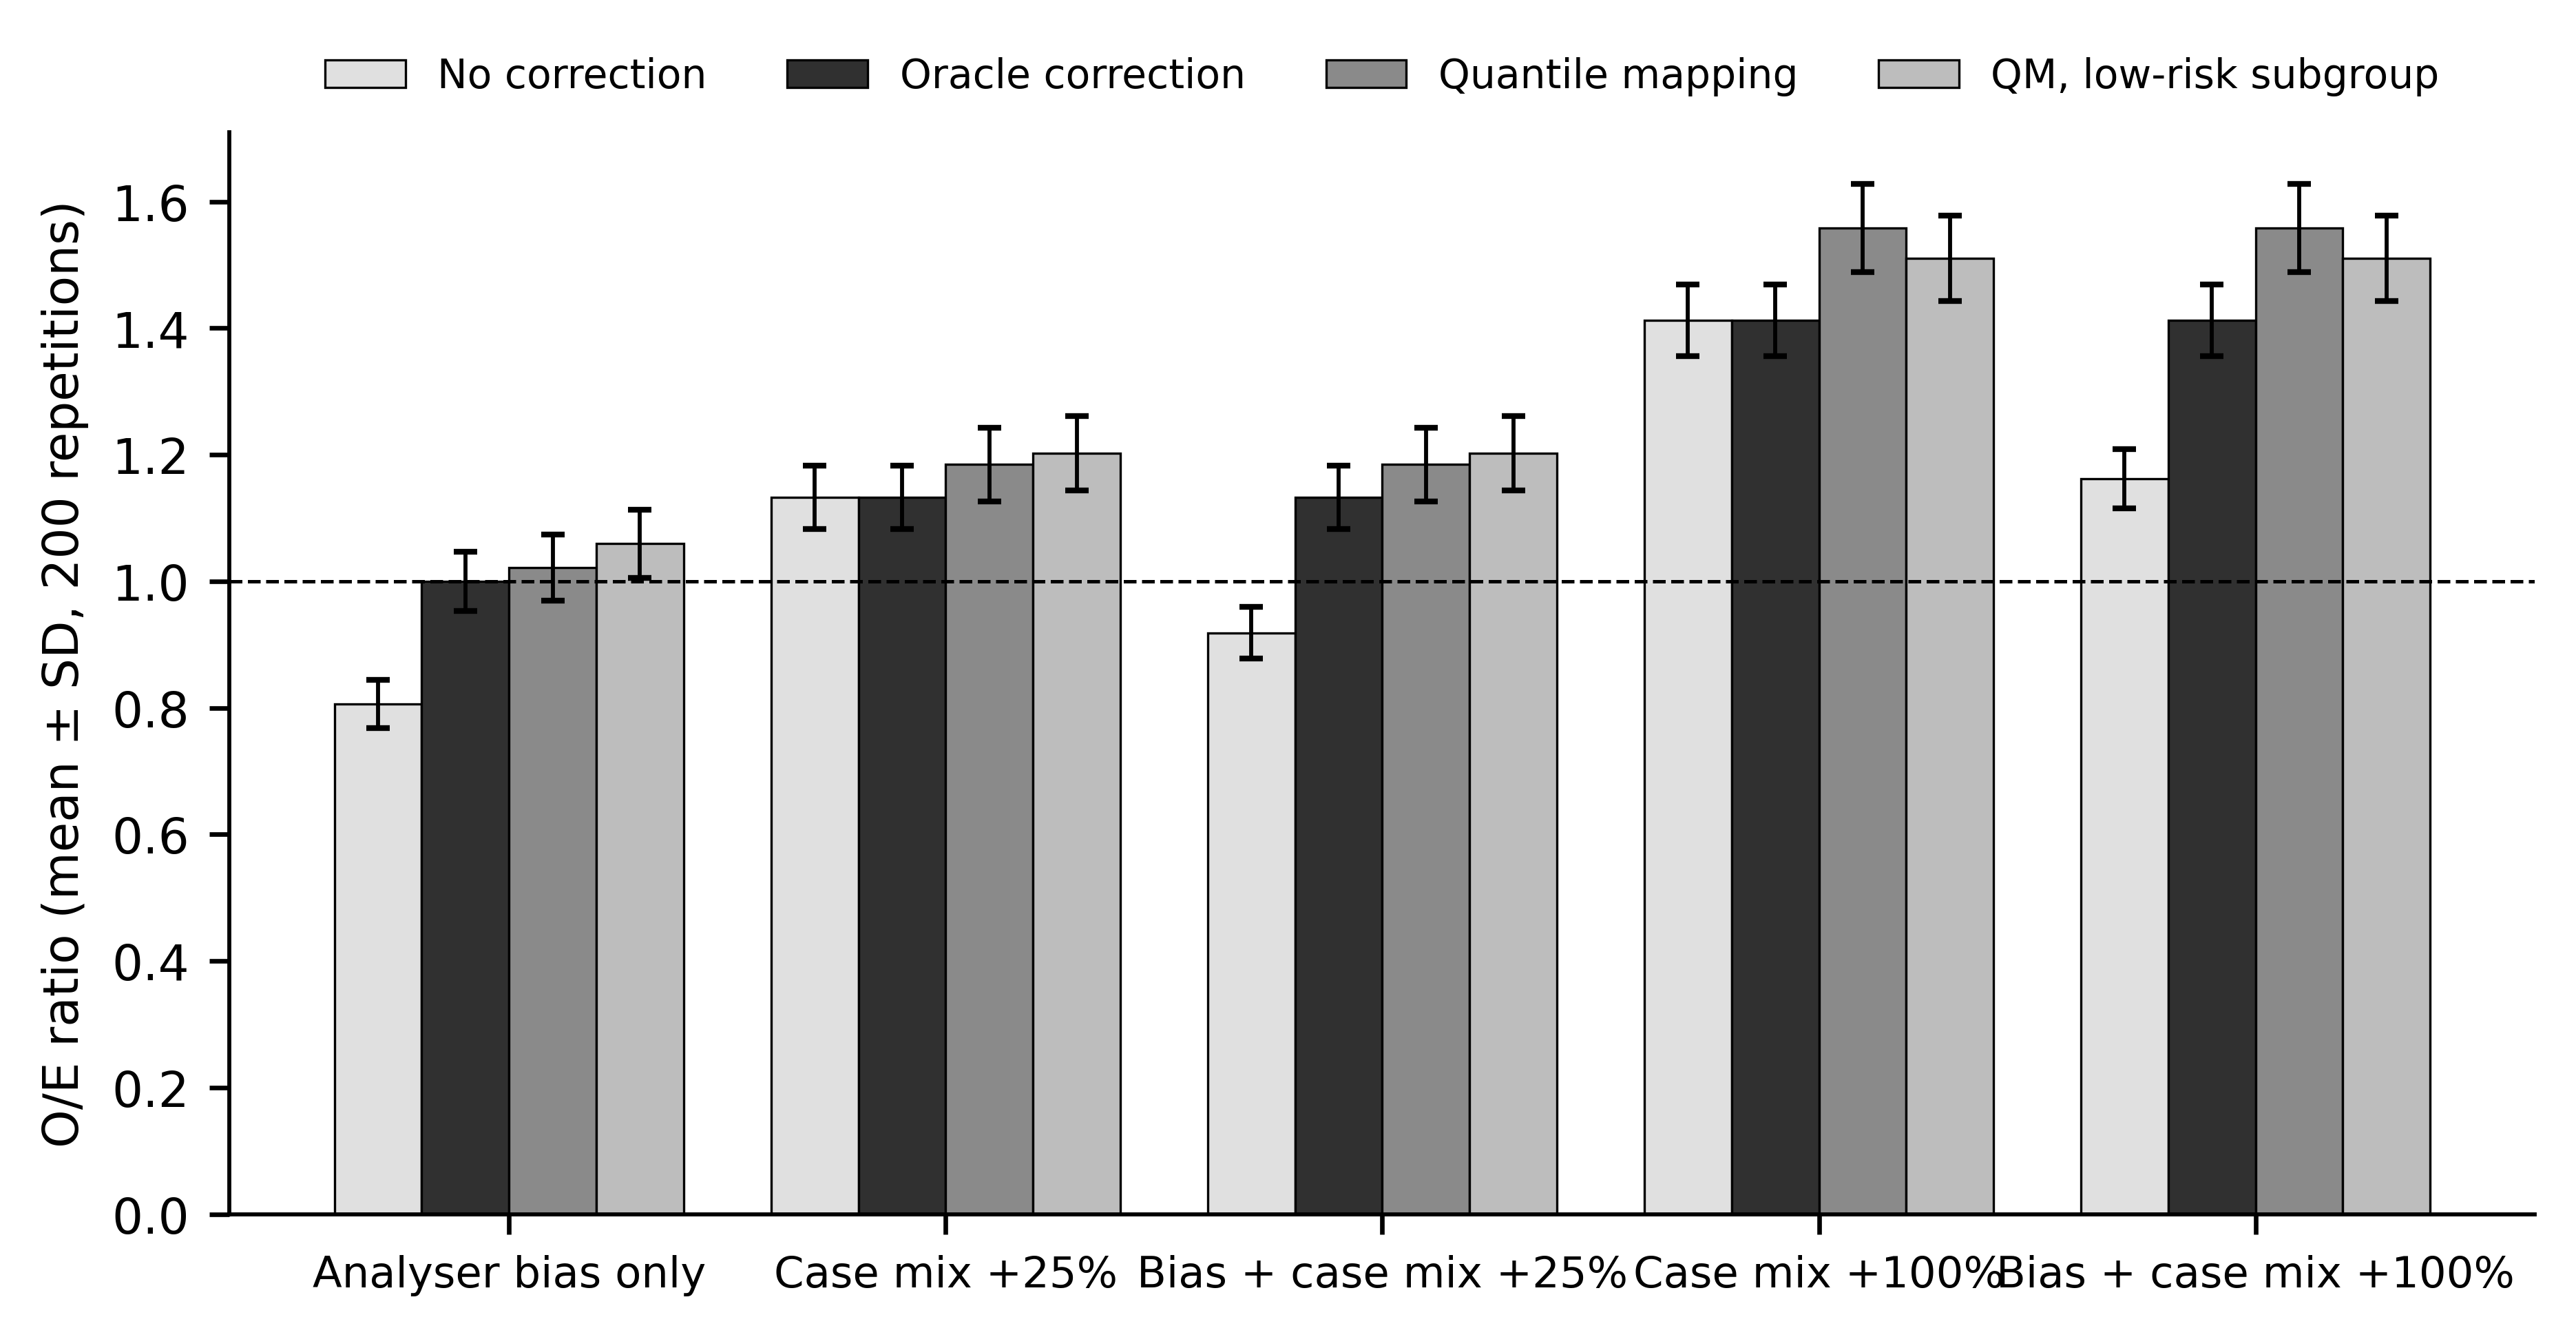 No correction
Oracle correction
Quantile mapping
QM, low-risk subgroup
O/E ratio (mean ± SD, 200 repetitions)
1.6
1.4
1.2
1.0
0.8
0.6
0.4
0.2
0.0
Analyser bias only
Case mix +25%
Bias + case mix +25%
Case mix +100%
Bias + case mix +100%